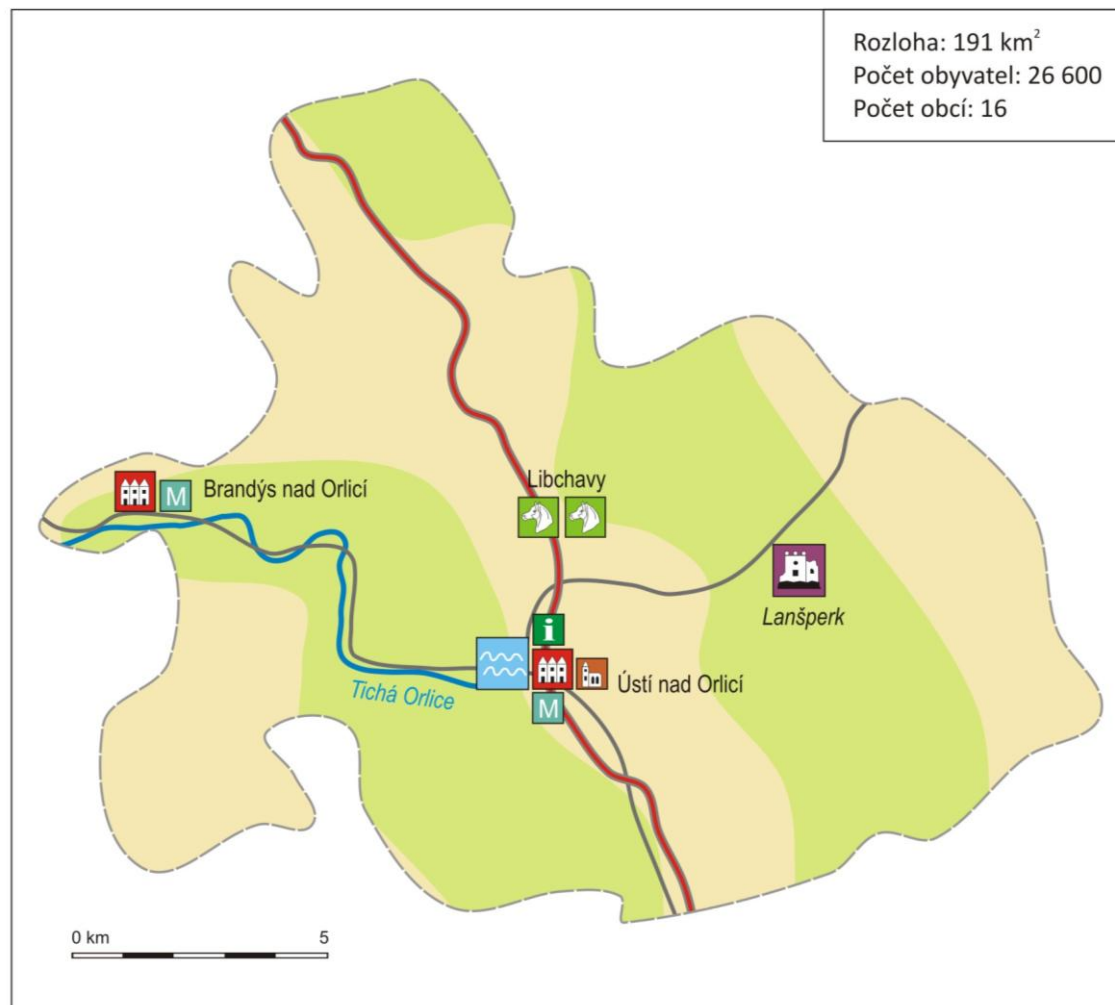 Rozloha: 191 km²
Počet obyvatel: 26 600
Počet obcí: 16
Libchavy
Brandýs nad Orlicí
M
Lanšperk
i
Ústí nad Orlicí
Tichá Orlice
M
0 km 5